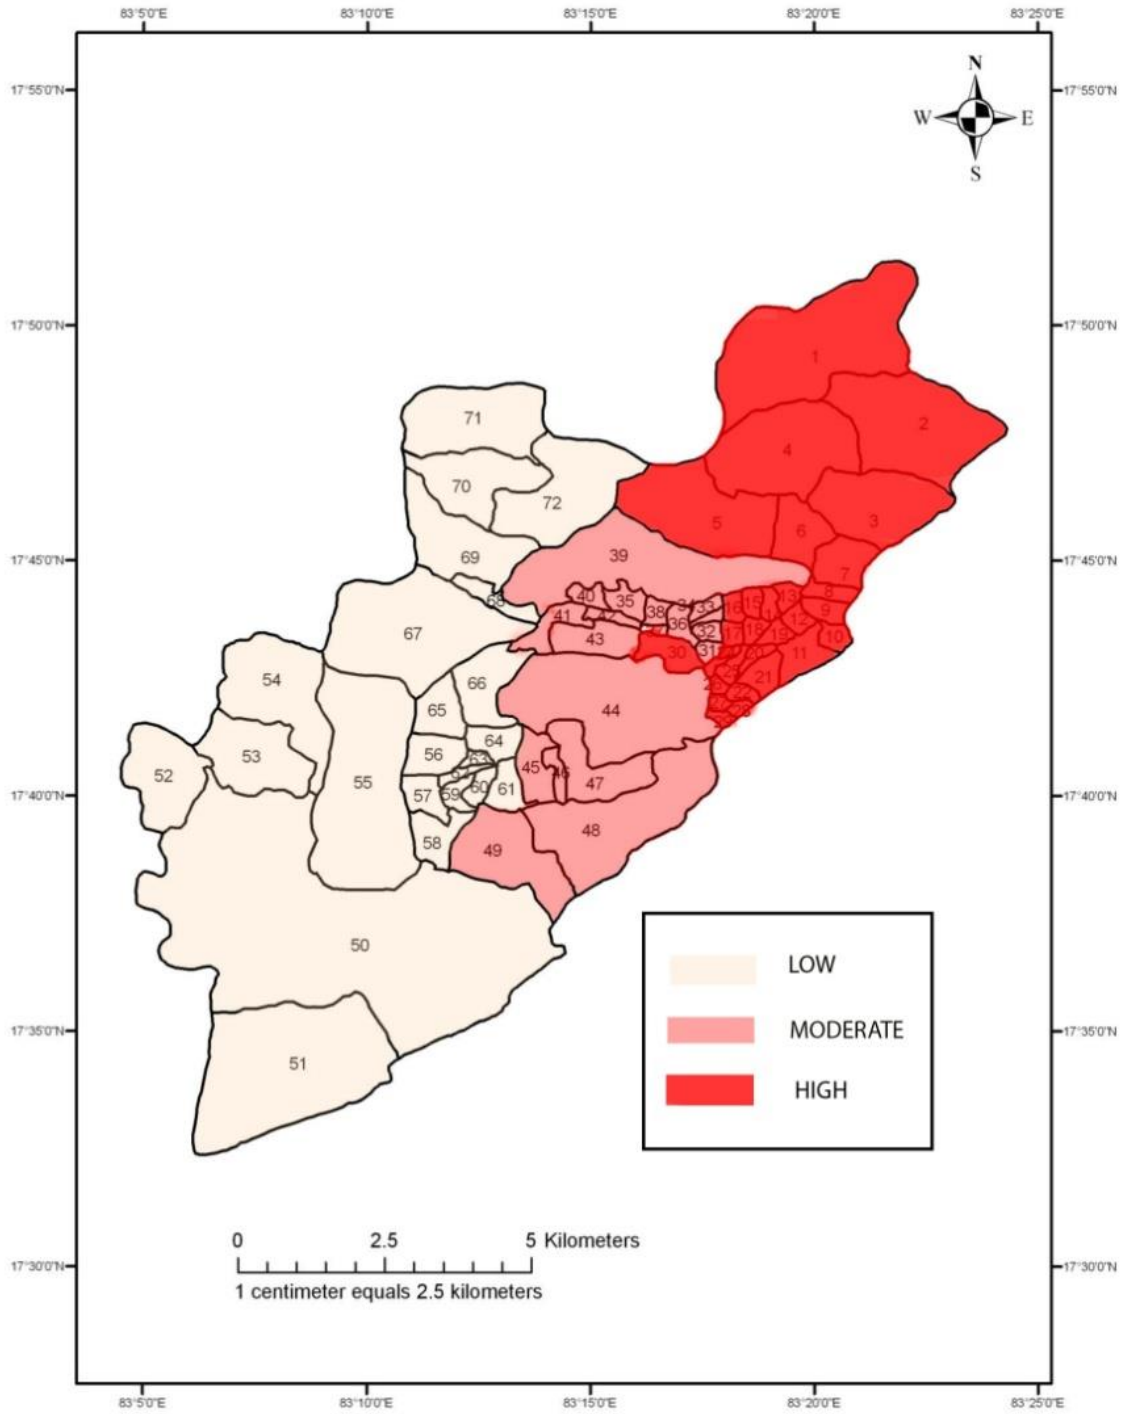 83°5'0"E 83°10'0"E 83°15'0"E 83°20'0"E 83°25'0"E
N
17°55'0"N 17°55'0"N
W E
S
17°50'0"N 17°50'0"N
1
71 2
4
70
72
5 3
6
17°45'0"N 69 39 17°45'0"N
7
68 40 35 34 33 16 15 13 8
41 42 38 9
36 12
67 43 32 17 18 19 10
30 31 20 11
54 66 25 21
65 44 22
56 64
53 63
52 55 45 46
57 59 60 61 47
17°40'0"N 17°40'0"N
58 49 48
50
LOW
17°35'0"N MODERATE 17°35'0"N
51
HIGH
0 2.5 5 Kilometers
17°30'0"N 17°30'0"N
1 centimeter equals 2.5 kilometers
83°5'0"E 83°10'0"E 83°15'0"E 83°20'0"E 83°25'0"E